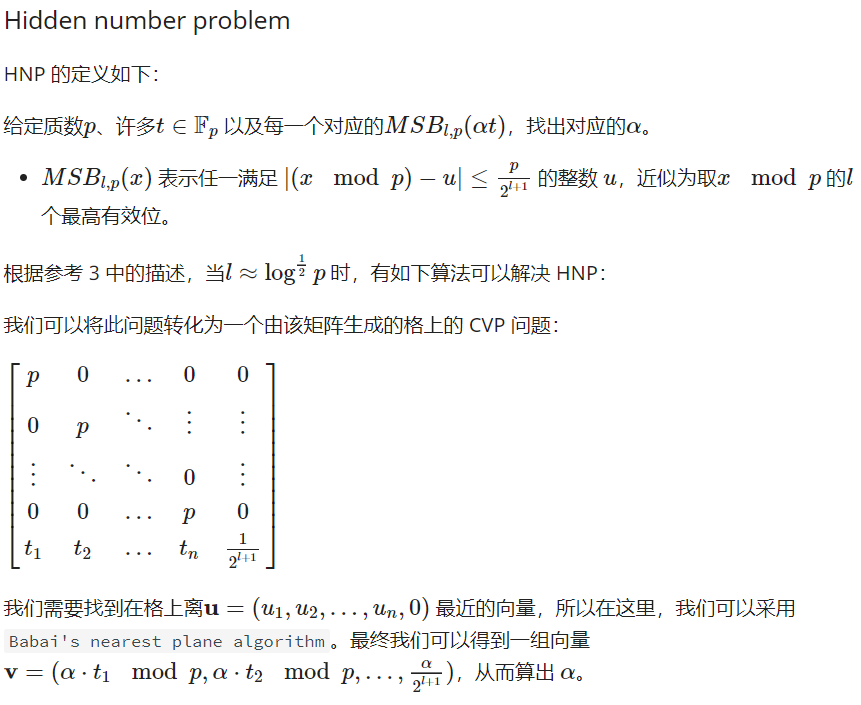 Hidden number problem
HNP 的定义如下：
给定质数$p$、许多$t \in \mathbb{F}_p$ 以及每一个对应的$MSB_{l,p}(\alpha t)$，找出对应的$\alpha$。
• $MSB_{l,p}(x)$ 表示任一满足 $|(x \mod p) - u| \leq \frac{p}{2^{l+1}}$ 的整数 $u$，近似为取$x \mod p$ 的$l$
个最高有效位。
根据参考 3 中的描述，当$l \approx \log^{\frac{1}{2}} p$ 时，有如下算法可以解决 HNP：
我们可以将此问题转化为一个由该矩阵生成的格上的 CVP 问题：
$\begin{bmatrix} p & 0 & \dots & 0 & 0 \\ 0 & p & \ddots & \vdots & \vdots \\ \vdots & \ddots & \ddots & 0 & \vdots \\ 0 & 0 & \dots & p & 0 \\ t_1 & t_2 & \dots & t_n & \frac{1}{2^{l+1}} \end{bmatrix}$
我们需要找到在格上离$\mathbf{u} = (u_1, u_2, \dots, u_n, 0)$ 最近的向量，所以在这里，我们可以采用
Babai's nearest plane algorithm。最终我们可以得到一组向量
$\mathbf{v} = (\alpha \cdot t_1 \mod p, \alpha \cdot t_2 \mod p, \dots, \frac{\alpha}{2^{l+1}})$，从而算出 $\alpha$。